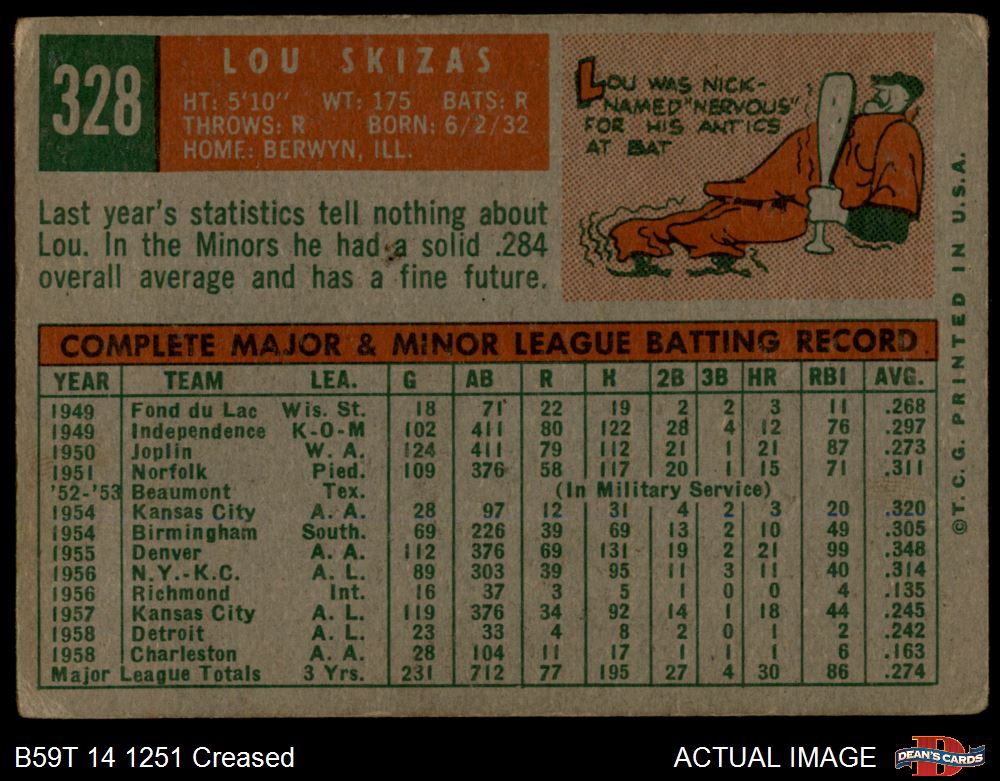 328
LOU SKIZAS
HT: 5'10" WT: 175 BATS: R
THROWS: R BORN: 6/2/32
HOME: BERWYN, ILL.
LOU WAS NICK-
NAMED "NERVOUS"
FOR HIS ANTICS
AT BAT
Last year's statistics tell nothing about
Lou. In the Minors he had a solid .284
overall average and has a fine future.
COMPLETE MAJOR & MINOR LEAGUE BATTING RECORD
YEAR TEAM LEA. G AB R H 2B 3B HR RBI AVG.
1949 Fond du Lac Wis. St. 18 71 22 19 2 2 3 11 .268
1949 Independence K-O-M 102 411 80 122 28 4 12 76 .297
1950 Joplin W. A. 124 411 79 112 21 1 21 87 .273
1951 Norfolk Pied. 109 376 58 117 20 1 15 71 .311
'52-'53 Beaumont Tex. (In Military Service)
1954 Kansas City A. A. 28 97 12 31 4 2 3 20 .320
1954 Birmingham South. 69 226 39 69 13 2 10 49 .305
1955 Denver A. A. 112 376 69 131 19 2 21 99 .348
1956 N.Y.-K.C. A. L. 89 303 39 95 11 3 11 40 .314
1956 Richmond Int. 16 37 3 5 1 0 0 4 .135
1957 Kansas City A. L. 119 376 34 92 14 1 18 44 .245
1958 Detroit A. L. 23 33 4 8 2 0 1 2 .242
1958 Charleston A. A. 28 104 11 17 1 1 1 6 .163
Major League Totals 3 Yrs. 231 712 77 195 27 4 30 86 .274
©T. C. G. PRINTED IN U.S.A.
B59T 14 1251 Creased
ACTUAL IMAGE
D
DEAN'S CARDS